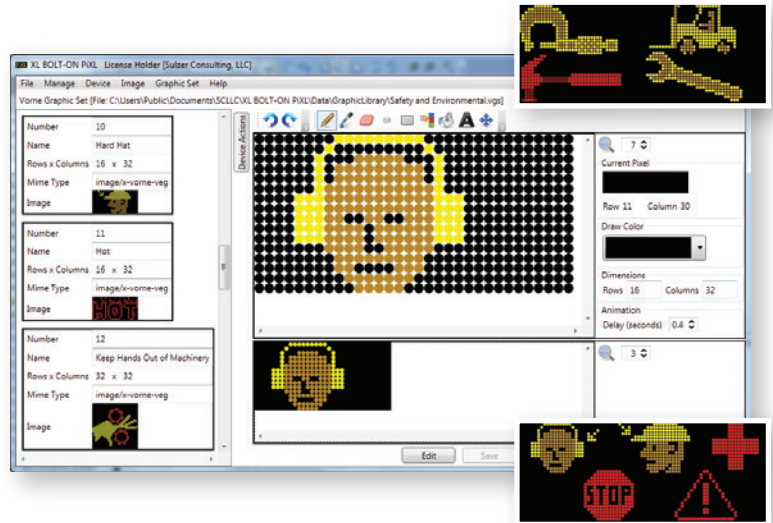 XL BOLT-ON PiXL License Holder [Sulzer Consulting, LLC]
File Manage Device Image Graphic Set Help
Vorne Graphic Set [File: C:\Users\Public\Documents\SCLLC\XL BOLT-ON PiXL\Data\GraphicLibrary\Safety and Environmental.vgs]
Number 10
Name Hard Hat
Rows x Columns 16 x 32
Mime Type image/x-vorne-veg
Image
Number 11
Name Hot
Rows x Columns 16 x 32
Mime Type image/x-vorne-veg
Image HOT
Number 12
Name Keep Hands Out of Machinery
Rows x Columns 32 x 32
Mime Type image/x-vorne-veg
Image
Device Actions
A
7
Current Pixel
Row 11 Column 30
Draw Color
Dimensions
Rows 16 Columns 32
Animation
Delay (seconds) 0.4
3
Edit Save
STOP